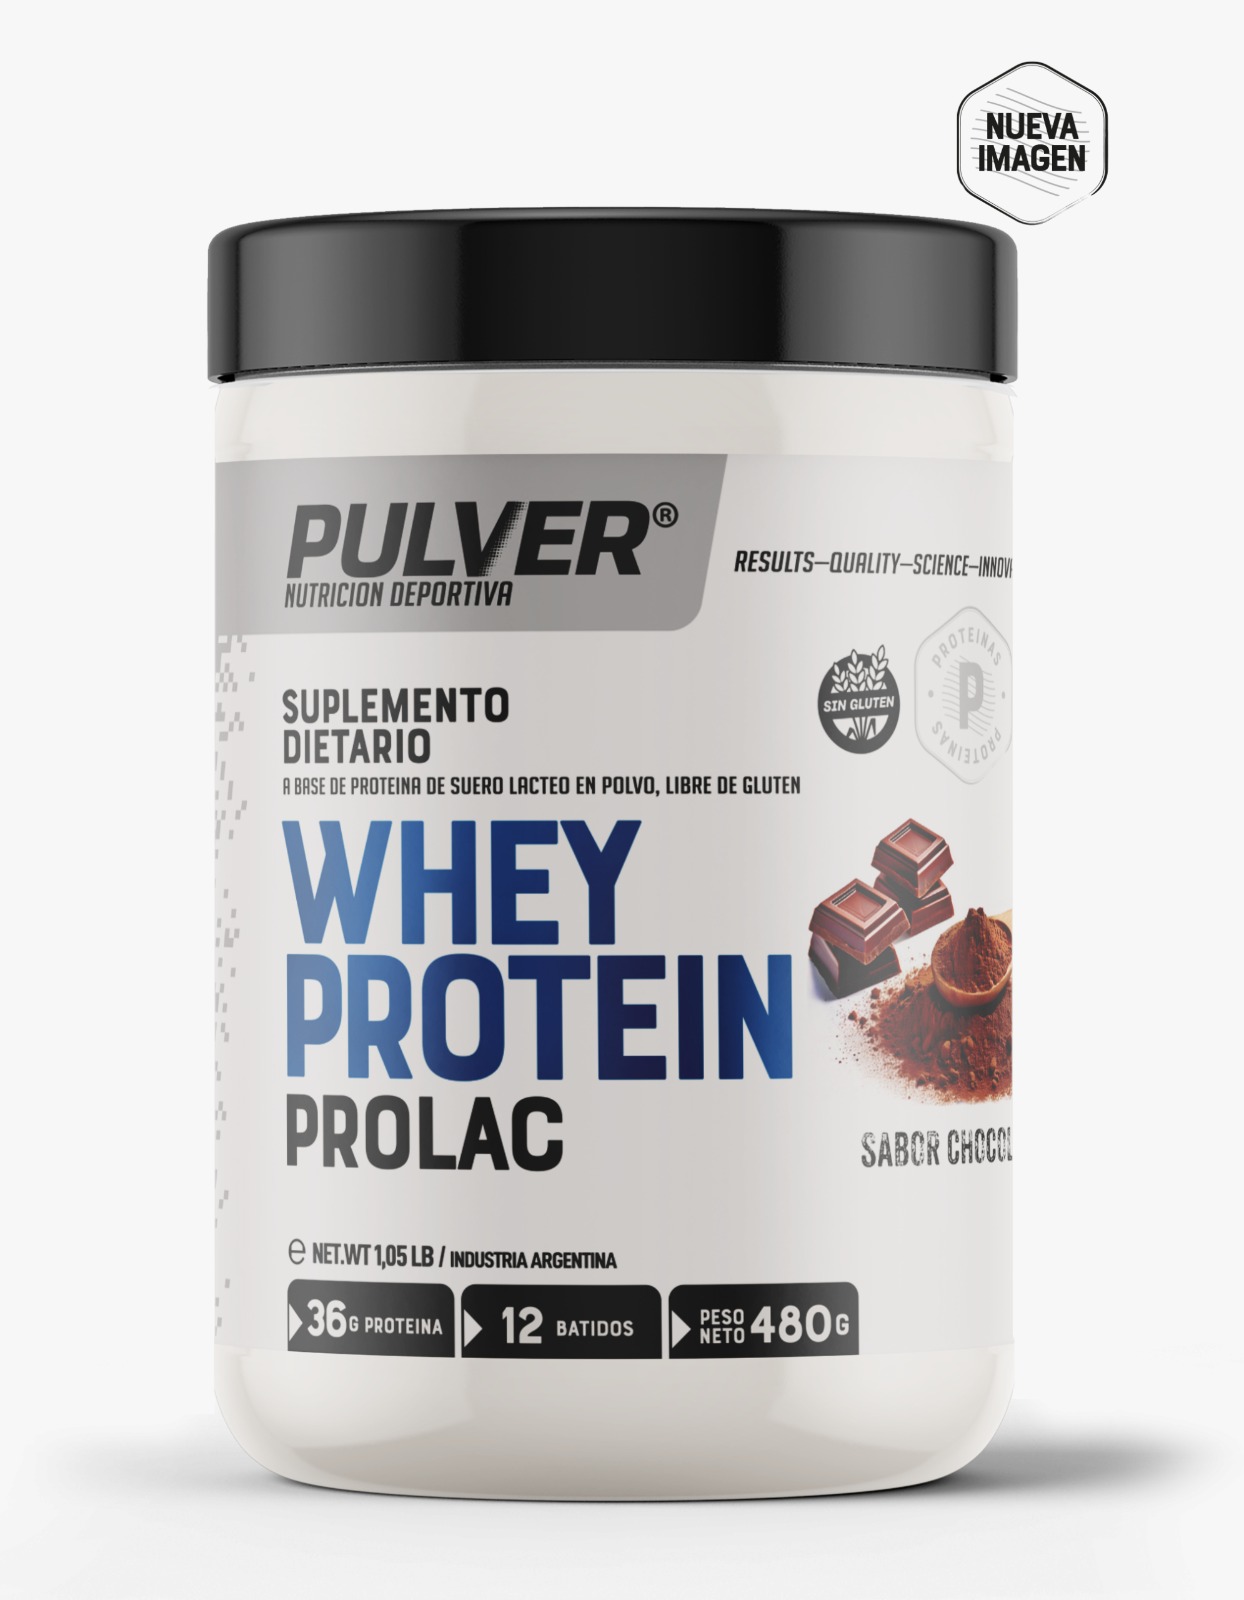 NUEVA
IMAGEN
PULVER®
NUTRICION DEPORTIVA
RESULTS—QUALITY—SCIENCE—
SIN GLUTEN
PROTEINAS
P
PROTEINAS
SUPLEMENTO
DIETARIO
A BASE DE PROTEINA DE SUERO LACTEO EN POLVO, LIBRE DE GLUTEN
WHEY
PROTEIN
PROLAC
SABOR
℮ NET.WT 1,05 LB / INDUSTRIA ARGENTINA
36G PROTEINA
12 BATIDOS
PESO
NETO 480G